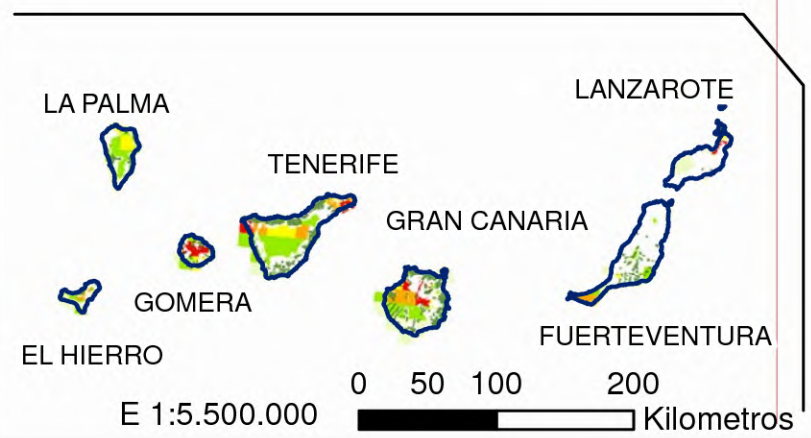 LANZAROTE
LA PALMA
TENERIFE
GRAN CANARIA
GOMERA
FUERTEVENTURA
EL HIERRO
0 50 100 200
E 1:5.500.000
Kilometros